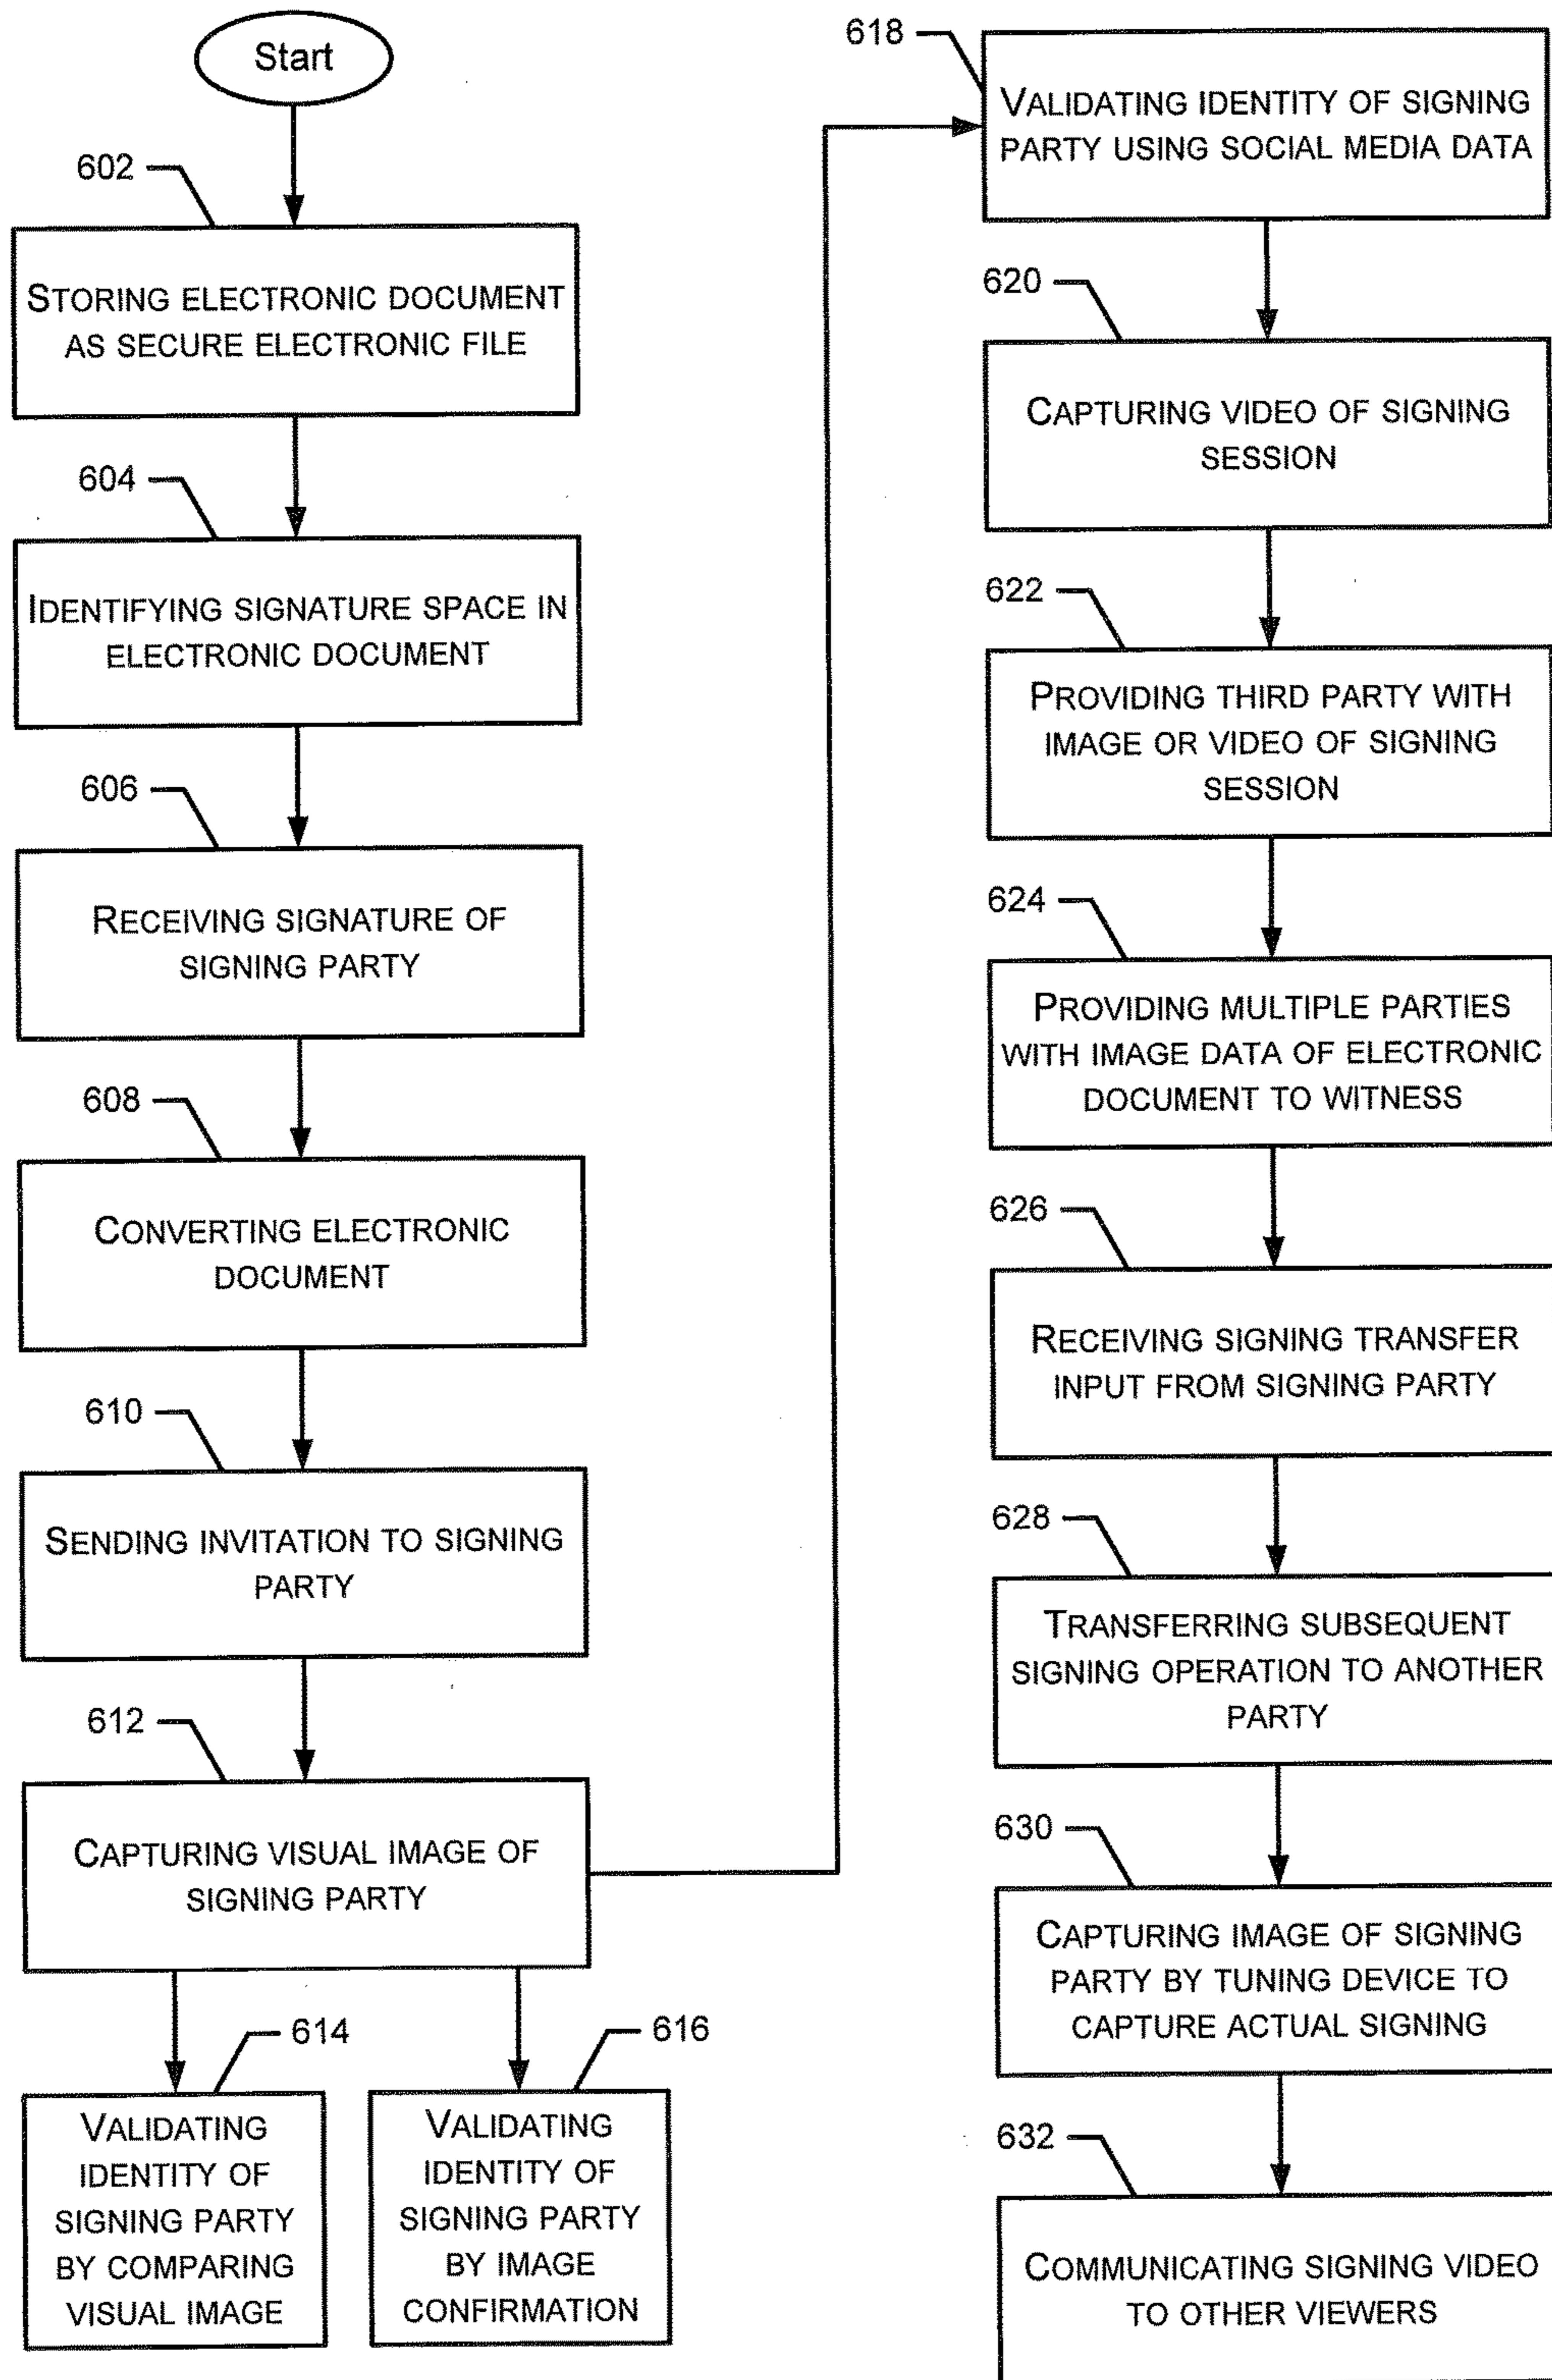 Start
602
STORING ELECTRONIC DOCUMENT
AS SECURE ELECTRONIC FILE
604
IDENTIFYING SIGNATURE SPACE IN
ELECTRONIC DOCUMENT
606
RECEIVING SIGNATURE OF
SIGNING PARTY
608
CONVERTING ELECTRONIC
DOCUMENT
610
SENDING INVITATION TO SIGNING
PARTY
612
CAPTURING VISUAL IMAGE OF
SIGNING PARTY
614
VALIDATING
IDENTITY OF
SIGNING PARTY
BY COMPARING
VISUAL IMAGE
616
VALIDATING
IDENTITY OF
SIGNING PARTY
BY IMAGE
CONFIRMATION
618
VALIDATING IDENTITY OF SIGNING
PARTY USING SOCIAL MEDIA DATA
620
CAPTURING VIDEO OF SIGNING
SESSION
622
PROVIDING THIRD PARTY WITH
IMAGE OR VIDEO OF SIGNING
SESSION
624
PROVIDING MULTIPLE PARTIES
WITH IMAGE DATA OF ELECTRONIC
DOCUMENT TO WITNESS
626
RECEIVING SIGNING TRANSFER
INPUT FROM SIGNING PARTY
628
TRANSFERRING SUBSEQUENT
SIGNING OPERATION TO ANOTHER
PARTY
630
CAPTURING IMAGE OF SIGNING
PARTY BY TUNING DEVICE TO
CAPTURE ACTUAL SIGNING
632
COMMUNICATING SIGNING VIDEO
TO OTHER VIEWERS